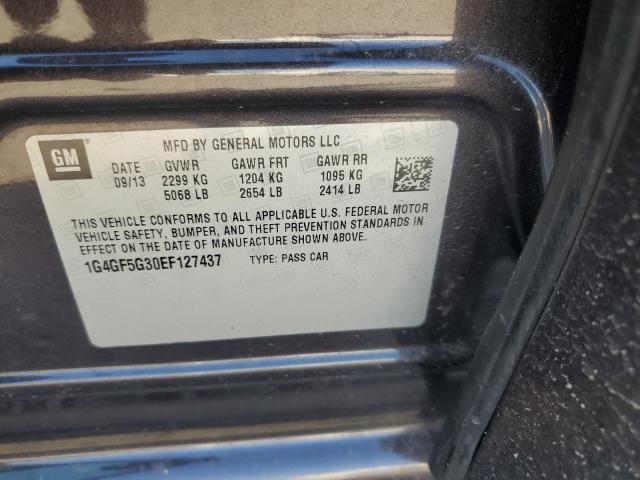 MFD BY GENERAL MOTORS LLC
GM
DATE GVWR GAWR FRT GAWR RR
09/13 2299 KG 1204 KG 1095 KG
5068 LB 2654 LB 2414 LB
THIS VEHICLE CONFORMS TO ALL APPLICABLE U.S. FEDERAL MOTOR
VEHICLE SAFETY, BUMPER, AND THEFT PREVENTION STANDARDS IN
EFFECT ON THE DATE OF MANUFACTURE SHOWN ABOVE.
1G4GF5G30EF127437 TYPE: PASS CAR